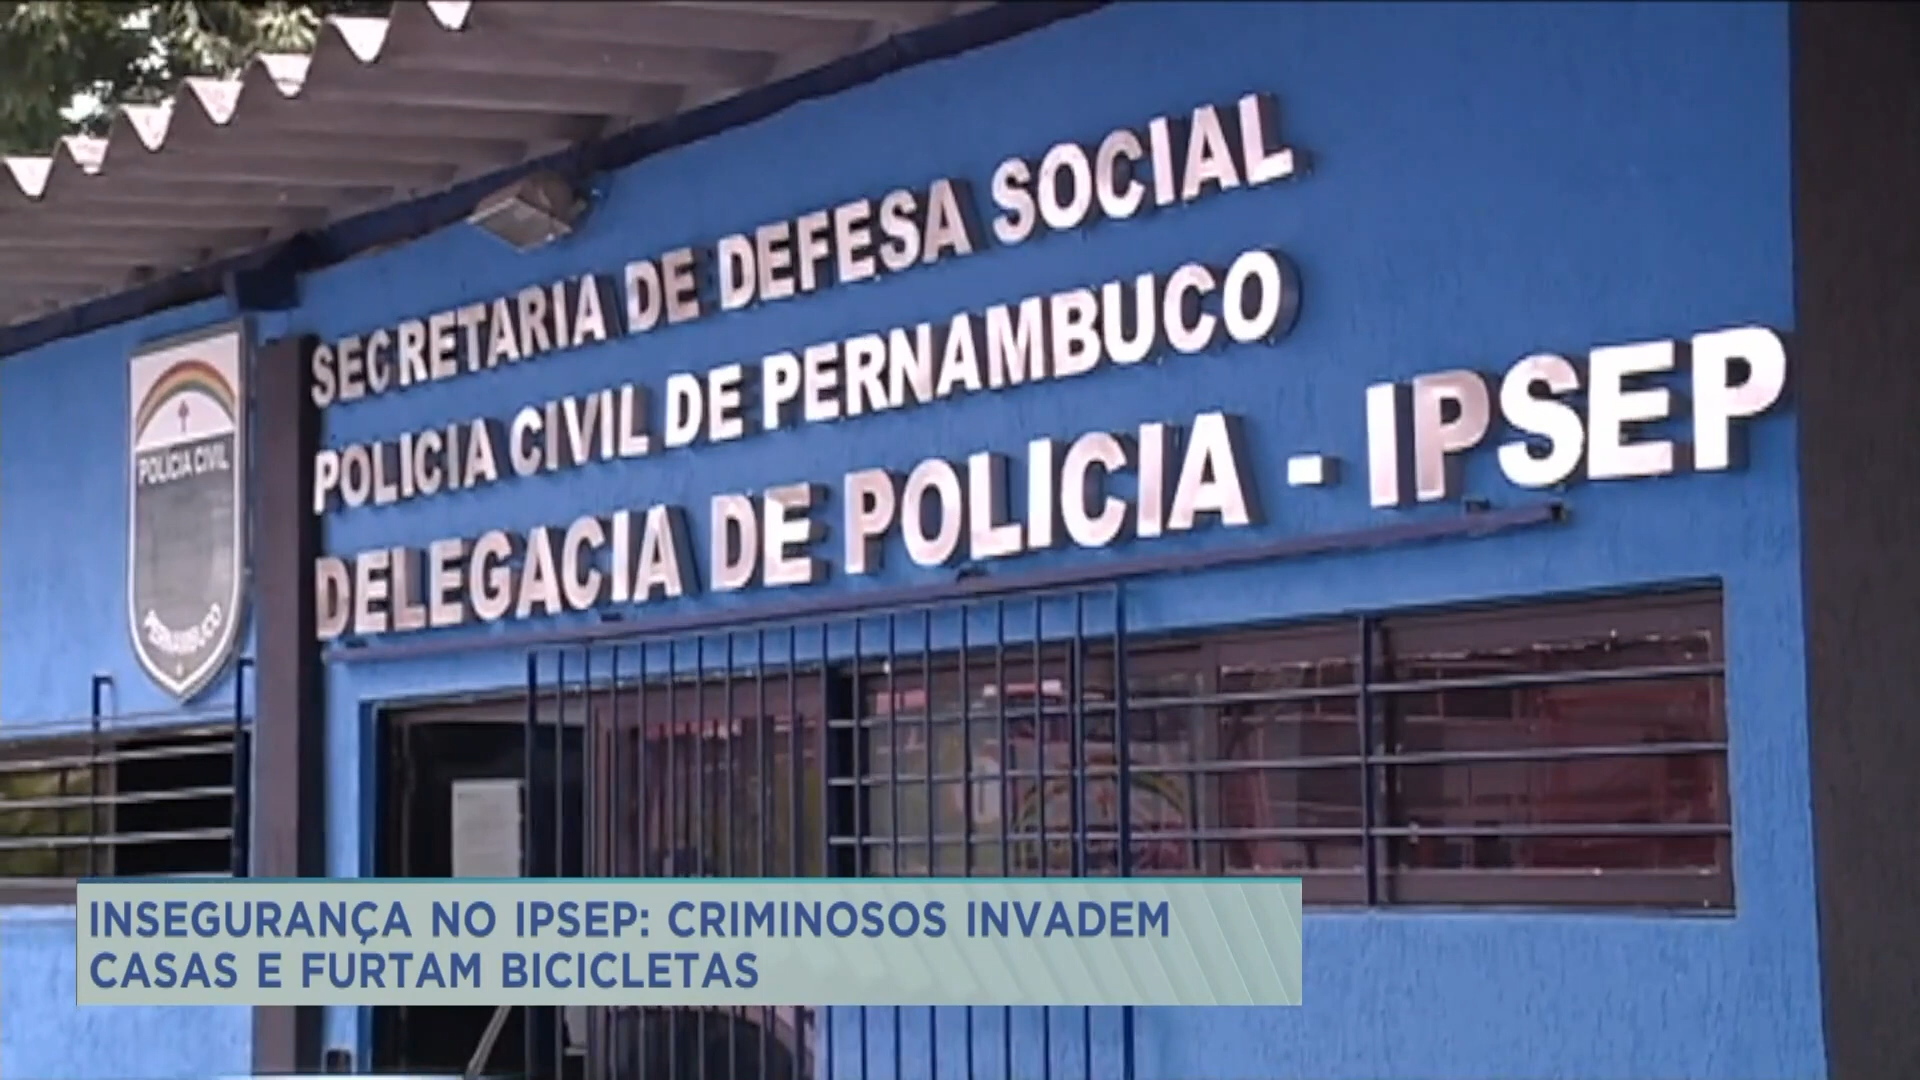 SECRETARIA DE DEFESA SOCIAL
POLICIA CIVIL DE PERNAMBUCO
DELEGACIA DE POLICIA - IPSEP
POLÍCIA CIVIL
PERNAMBUCO
INSEGURANÇA NO IPSEP: CRIMINOSOS INVADEM
CASAS E FURTAM BICICLETAS